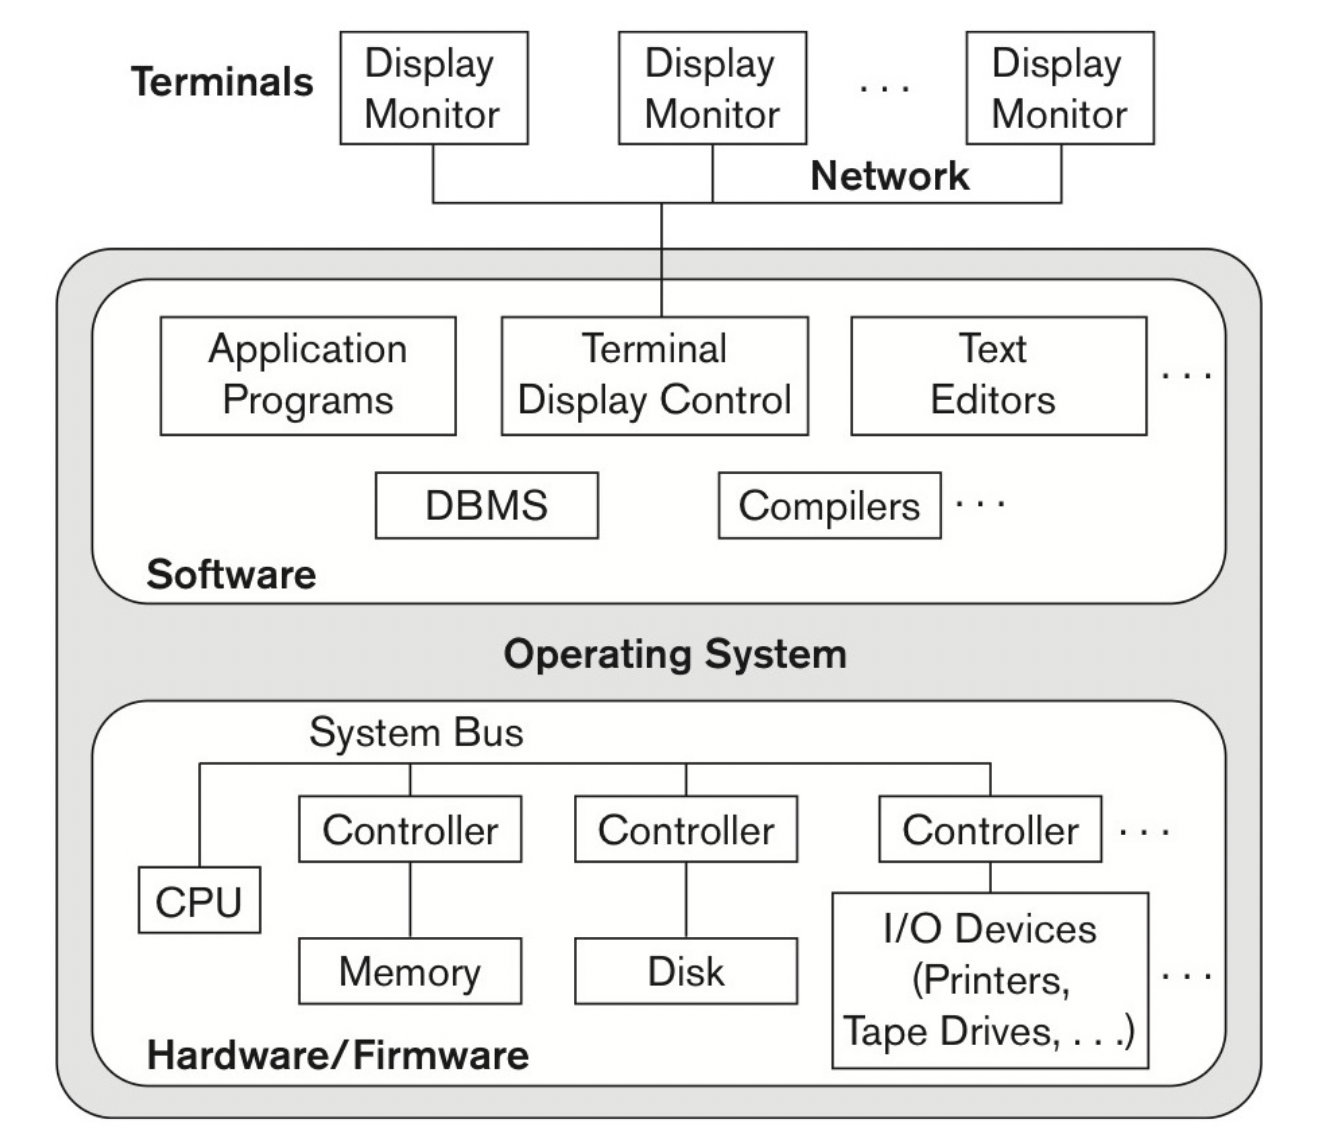 Terminals
Display
Monitor
Display
Monitor
. . .
Display
Monitor
Network
Application
Programs
Terminal
Display Control
Text
Editors
. . .
DBMS
Compilers
. . .
Software
Operating System
System Bus
Controller
Controller
Controller
. . .
CPU
Memory
Disk
I/O Devices
(Printers,
Tape Drives, . . .)
. . .
Hardware/Firmware